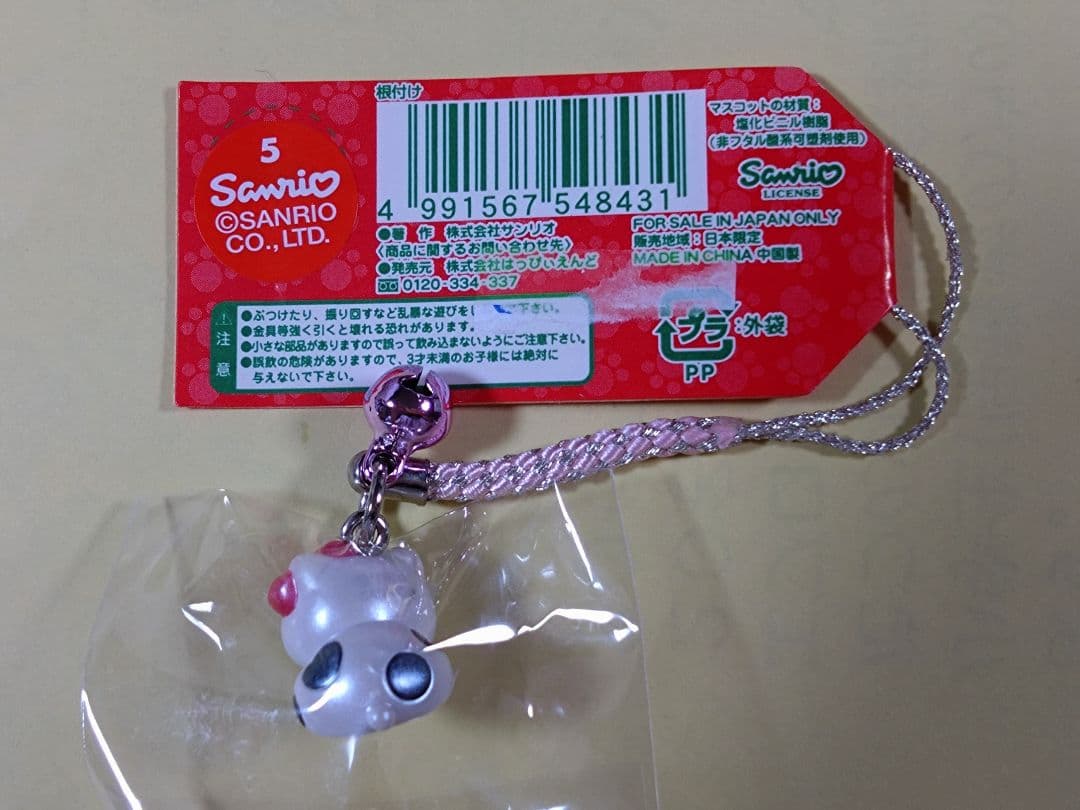 5
Sanrio
©SANRIO
CO., LTD.
根付け
4 991567 548431
●著 作 株式会社サンリオ
〈商品に関するお問い合わせ先〉
●発売元 株式会社はっぴいえんど
0120-334-337
マスコットの材質:
塩化ビニル樹脂
(非フタル酸系可塑剤使用)
Sanrio
LICENSE
FOR SALE IN JAPAN ONLY
販売地域:日本限定
MADE IN CHINA 中国製
プラ:外袋
PP
注意
●ぶつけたり、振り回すなど乱暴な遊びをし 下さい。
●金具等強く引くと壊れる恐れがあります。
●小さな部品がありますので誤って飲み込まないようにご注意下さい。
●誤飲の危険がありますので、3才未満のお子様には絶対に
与えないで下さい。